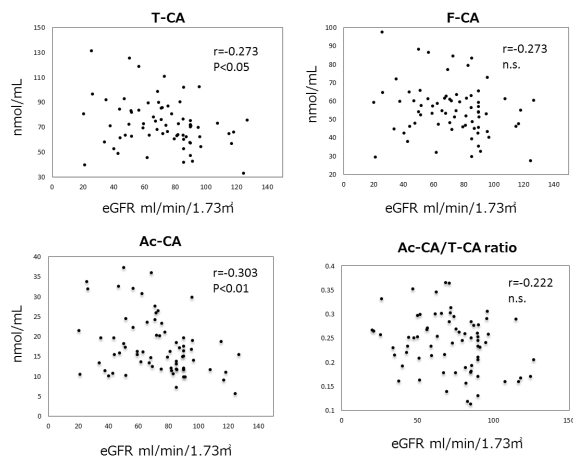 T-CA
r=-0.273
P<0.05
nmol/mL
150
130
110
90
70
50
30
0 20 40 60 80 100 120 140
eGFR ml/min/1.73㎡
F-CA
r=-0.273
n.s.
nmol/mL
100
90
80
70
60
50
40
30
20
0 20 40 60 80 100 120 140
eGFR ml/min/1.73㎡
Ac-CA
r=-0.303
P<0.01
nmol/mL
40
35
30
25
20
15
10
5
0
0 20 40 60 80 100 120 140
eGFR ml/min/1.73㎡
Ac-CA/T-CA ratio
r=-0.222
n.s.
0.4
0.35
0.3
0.25
0.2
0.15
0.1
0 20 40 60 80 100 120 140
eGFR ml/min/1.73㎡